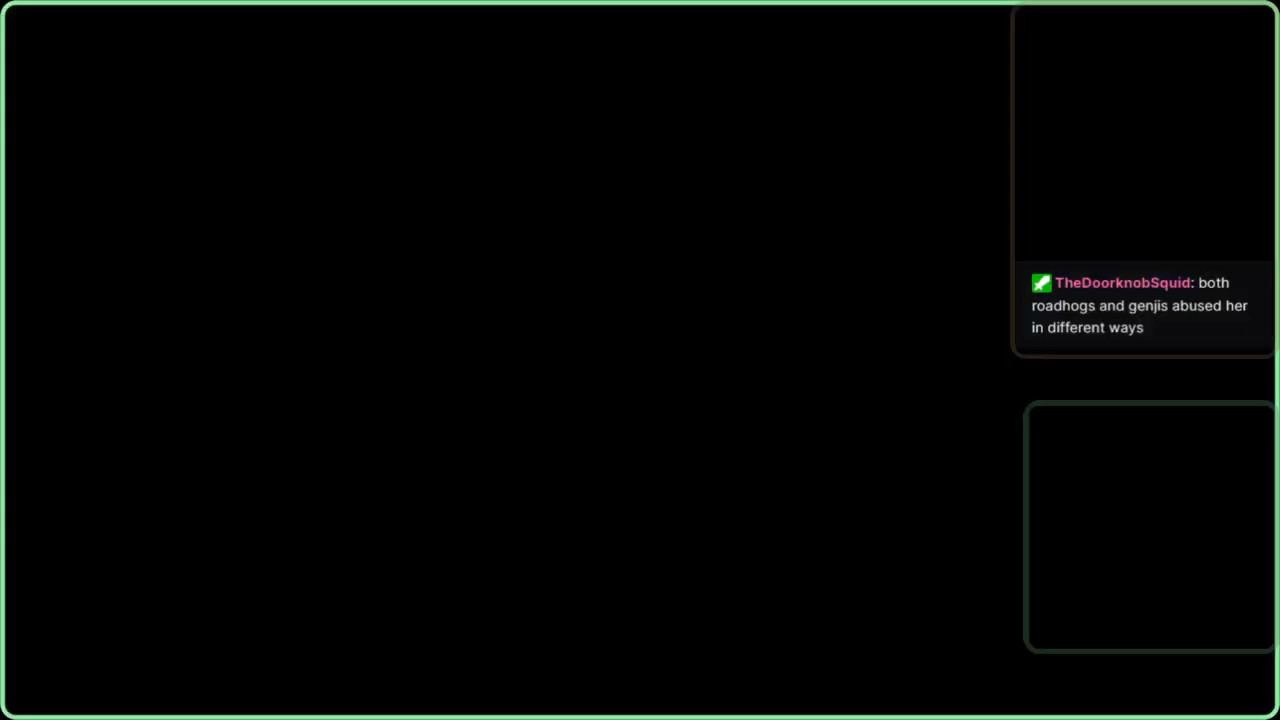 TheDoorknobSquid: both
roadhogs and genjis abused her
in different ways